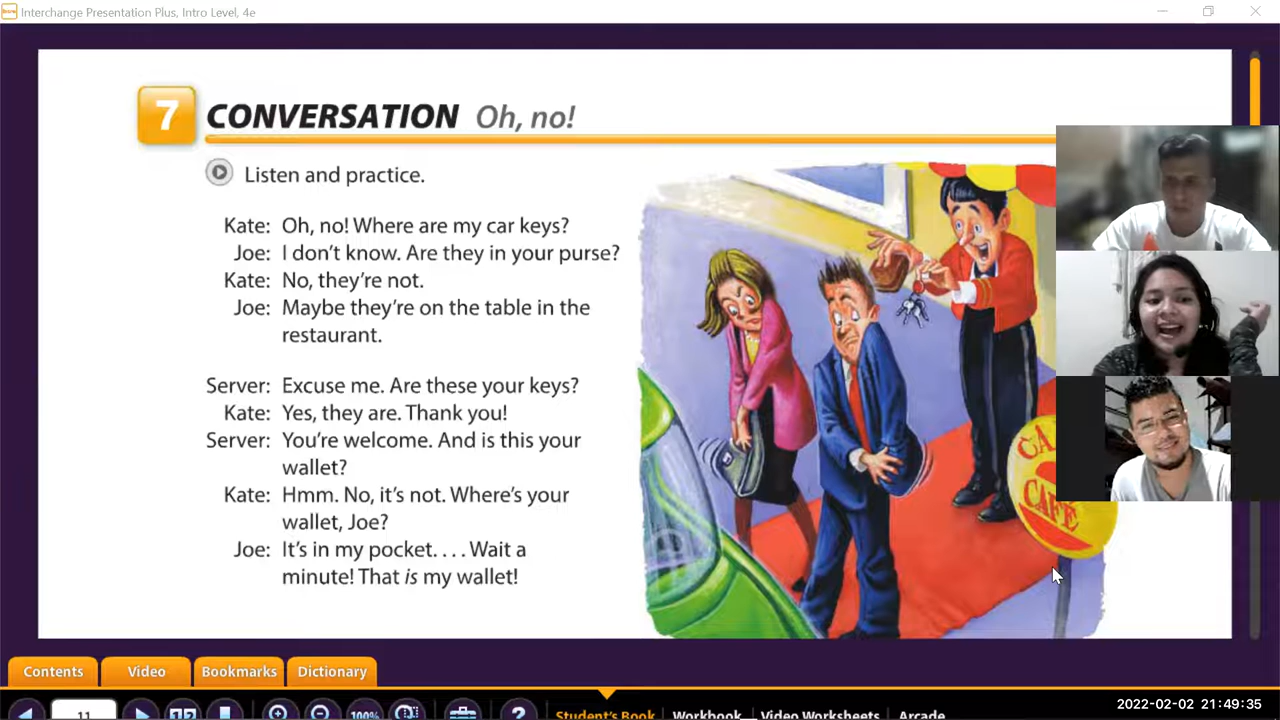 Interchange Presentation Plus, Intro Level, 4e
7 CONVERSATION Oh, no!
Listen and practice.
Kate: Oh, no! Where are my car keys?
Joe: I don't know. Are they in your purse?
Kate: No, they're not.
Joe: Maybe they're on the table in the
restaurant.
Server: Excuse me. Are these your keys?
Kate: Yes, they are. Thank you!
Server: You're welcome. And is this your
wallet?
Kate: Hmm. No, it's not. Where's your
wallet, Joe?
Joe: It's in my pocket. . . . Wait a
minute! That is my wallet!
CAFÉ
Contents Video Bookmarks Dictionary
11 100% ? Student's Book Workbook Video Worksheets Arcade
2022-02-02 21:49:35